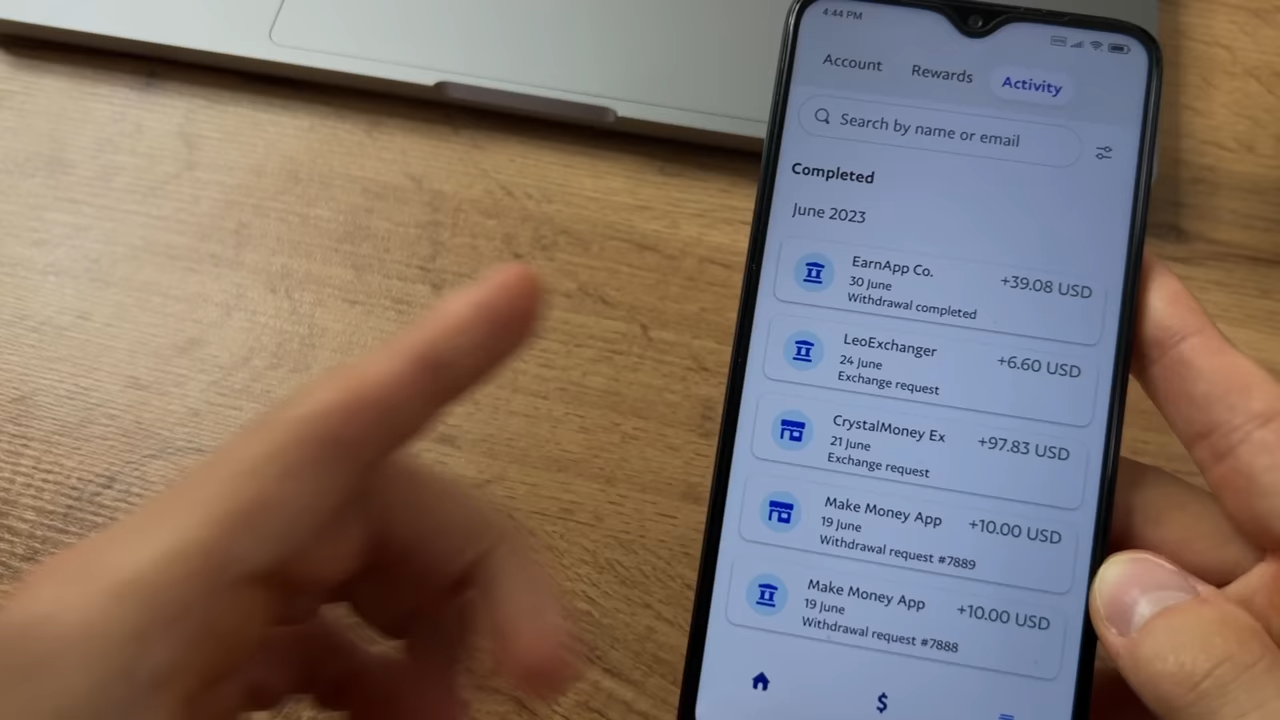 4:44 PM
Account Rewards Activity
Search by name or email
Completed
June 2023
EarnApp Co.
30 June
Withdrawal completed
+39.08 USD
LeoExchanger
24 June
Exchange request
+6.60 USD
CrystalMoney Ex
21 June
Exchange request
+97.83 USD
Make Money App
19 June
Withdrawal request #7889
+10.00 USD
Make Money App
19 June
Withdrawal request #7888
+10.00 USD
$